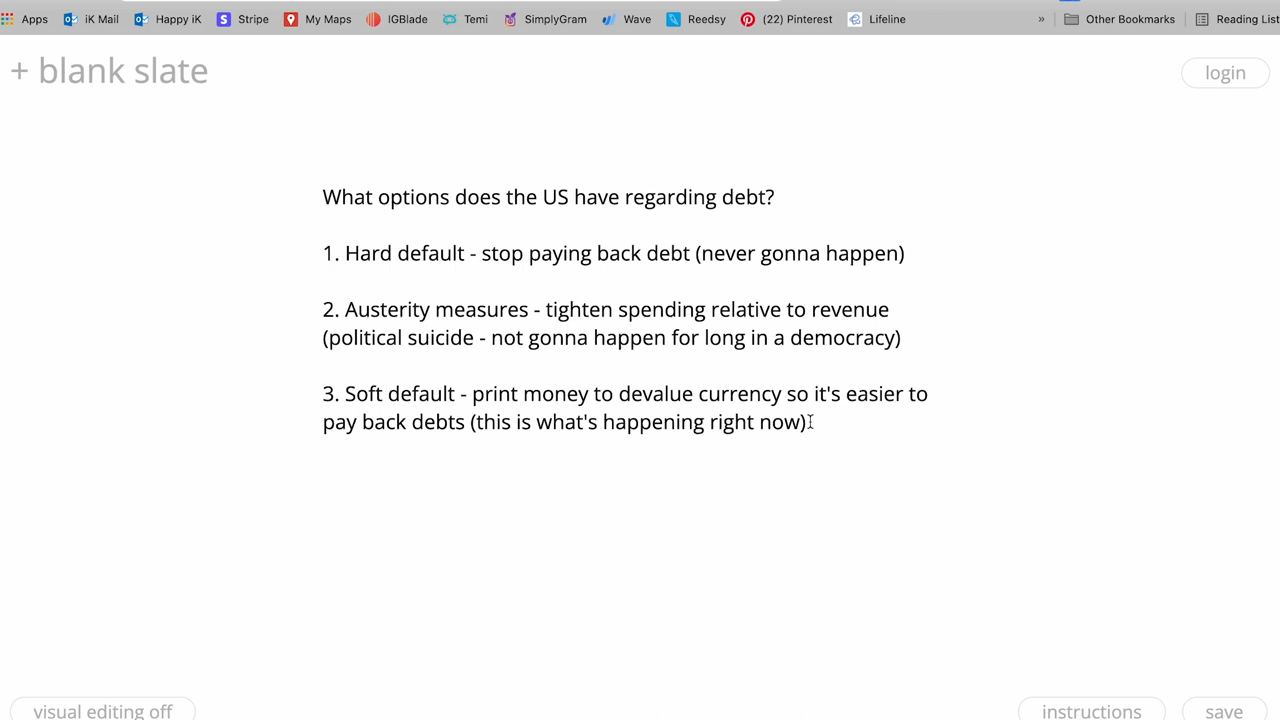 Apps iK Mail Happy iK Stripe My Maps IGBlade Temi SimplyGram Wave Reedsy (22) Pinterest Lifeline » Other Bookmarks Reading List
+ blank slate login
What options does the US have regarding debt?
1. Hard default - stop paying back debt (never gonna happen)
2. Austerity measures - tighten spending relative to revenue
(political suicide - not gonna happen for long in a democracy)
3. Soft default - print money to devalue currency so it's easier to
pay back debts (this is what's happening right now)
visual editing off instructions save